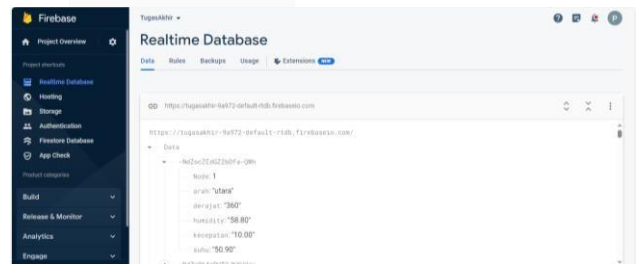 Firebase
TugasAkhir
P
Project Overview
Realtime Database
Data Rules Backups Usage Extensions NEW
Project shortcuts
Realtime Database
Hosting
Storage
Authentication
Firestore Database
App Check
Product categories
Build
Release & Monitor
Analytics
Engage
https://tugasakhir-9a972-default-rtdb.firebaseio.com
https://tugasakhir-9a972-default-rtdb.firebaseio.com/
Data
Node: 1
arah: "utara"
derajat: "360"
humidity: "58.80"
kecepatan: "10.00"
suhu: "50.90"